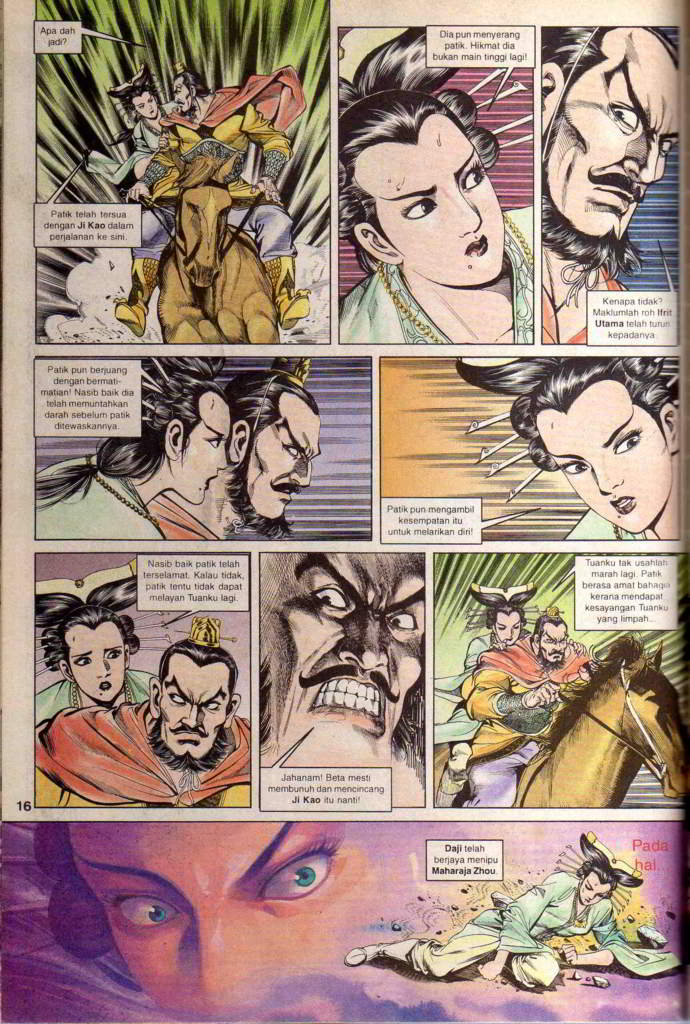 Apa dah
jadi?
Patik telah tersua
dengan Ji Kao dalam
perjalanan ke sini.
Dia pun menyerang
patik. Hikmat dia
bukan main tinggi lagi!
Kenapa tidak?
Maklumlah roh Ifrit
Utama telah turun
kepadanya.
Patik pun berjuang
dengan bermati-
matian! Nasib baik dia
telah memuntahkan
darah sebelum patik
ditewaskannya.
Patik pun mengambil
kesempatan itu
untuk melarikan diri!
Nasib baik patik telah
terselamat. Kalau tidak,
patik tentu tidak dapat
melayan Tuanku lagi.
Jahanam! Beta mesti
membunuh dan mencincang
Ji Kao itu nanti!
Tuanku tak usahlah
marah lagi. Patik
berasa amat bahagia
kerana mendapat
kesayangan Tuanku
yang limpah...
16
Daji telah
berjaya menipu
Maharaja Zhou.
Pada
hal..